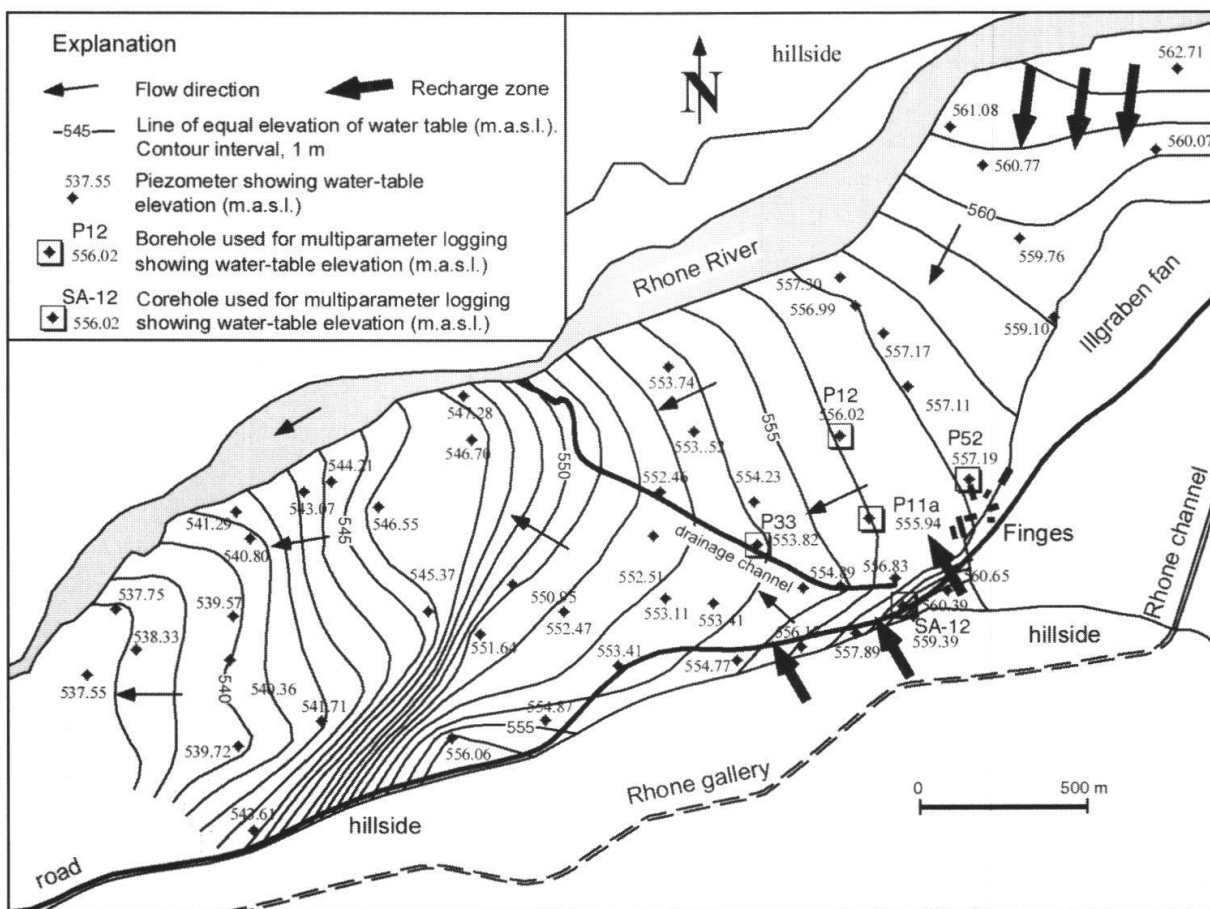 Explanation
Flow direction
Recharge zone
545
Line of equal elevation of water table (m.a.s.l.).
Contour interval, 1 m
537.55
Piezometer showing water-table
elevation (m.a.s.l.)
P12
556.02
Borehole used for multiparameter logging
showing water-table elevation (m.a.s.l.)
SA-12
556.02
Corehole used for multiparameter logging
showing water-table elevation (m.a.s.l.)
N
hillside
562.71
561.08
560.77
560.07
560
559.76
Rhone River
557.30
556.99
557.17
559.10
Illgraben fan
553.74
557.11
547.28
P12
556.02
555
553..52
P52
557.19
546.70
550
544.21
552.46
554.23
P11a
555.94
543.07
541.29
545
546.55
P33
553.82
Finges
540.80
drainage channel
Rhone channel
545.37
552.51
554.89
556.83
560.65
537.75
539.57
550.95
553.11
553.41
560.39
538.33
552.47
SA-12
559.39
hillside
551.64
557.89
537.55
540
540.36
553.41
554.77
541.71
554.87
555
539.72
556.06
Rhone gallery
0
500 m
543.61
hillside
road